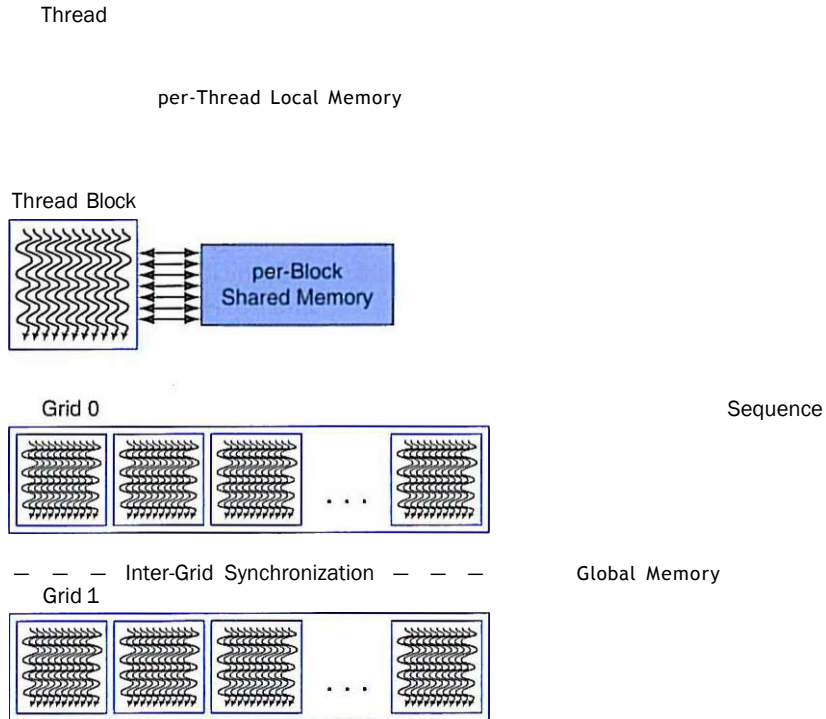 Thread
per-Thread Local Memory
Thread Block
per-Block
Shared Memory
Grid 0
Sequence
. . .
— — — Inter-Grid Synchronization — — —
Global Memory
Grid 1
. . .